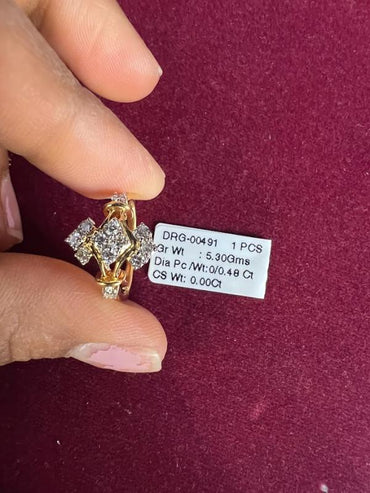 DRG-00491 1 PCS
Gr Wt : 5.30Gms
Dia Pc /Wt:0/0.48 Ct
CS Wt: 0.00Ct